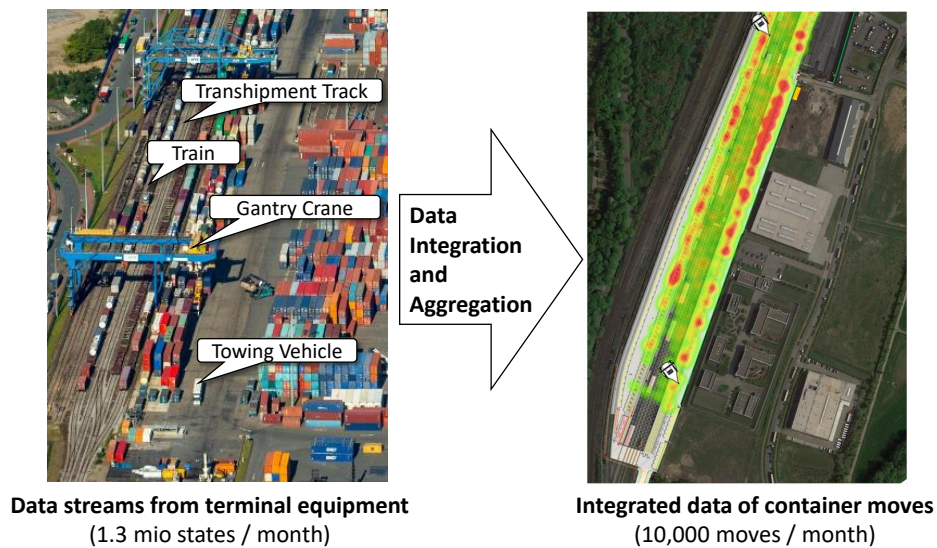 Transhipment Track
Train
Gantry Crane
Towing Vehicle
Data
Integration
and
Aggregation
Data streams from terminal equipment
(1.3 mio states / month)
Integrated data of container moves
(10,000 moves / month)